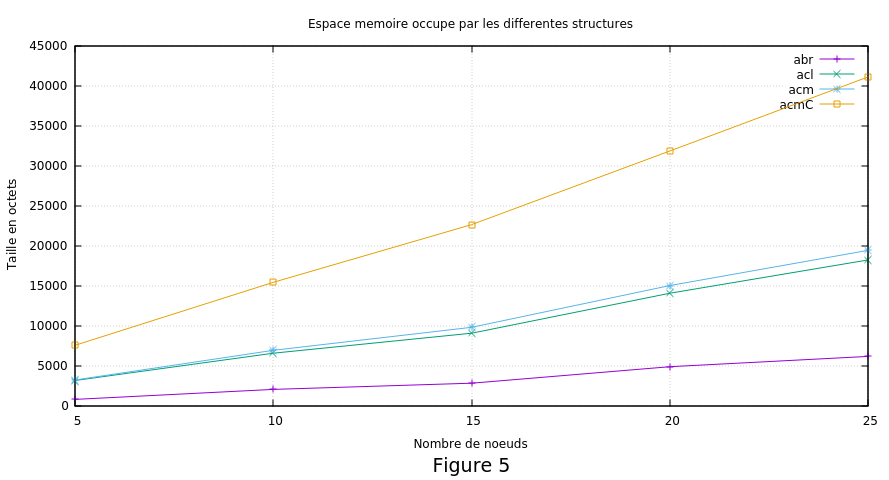 Espace memoire occupe par les differentes structures
45000
40000
35000
30000
25000
20000
15000
10000
5000
0
Taille en octets
abr
acl
acm
acmC
5 10 15 20 25
Nombre de noeuds
Figure 5